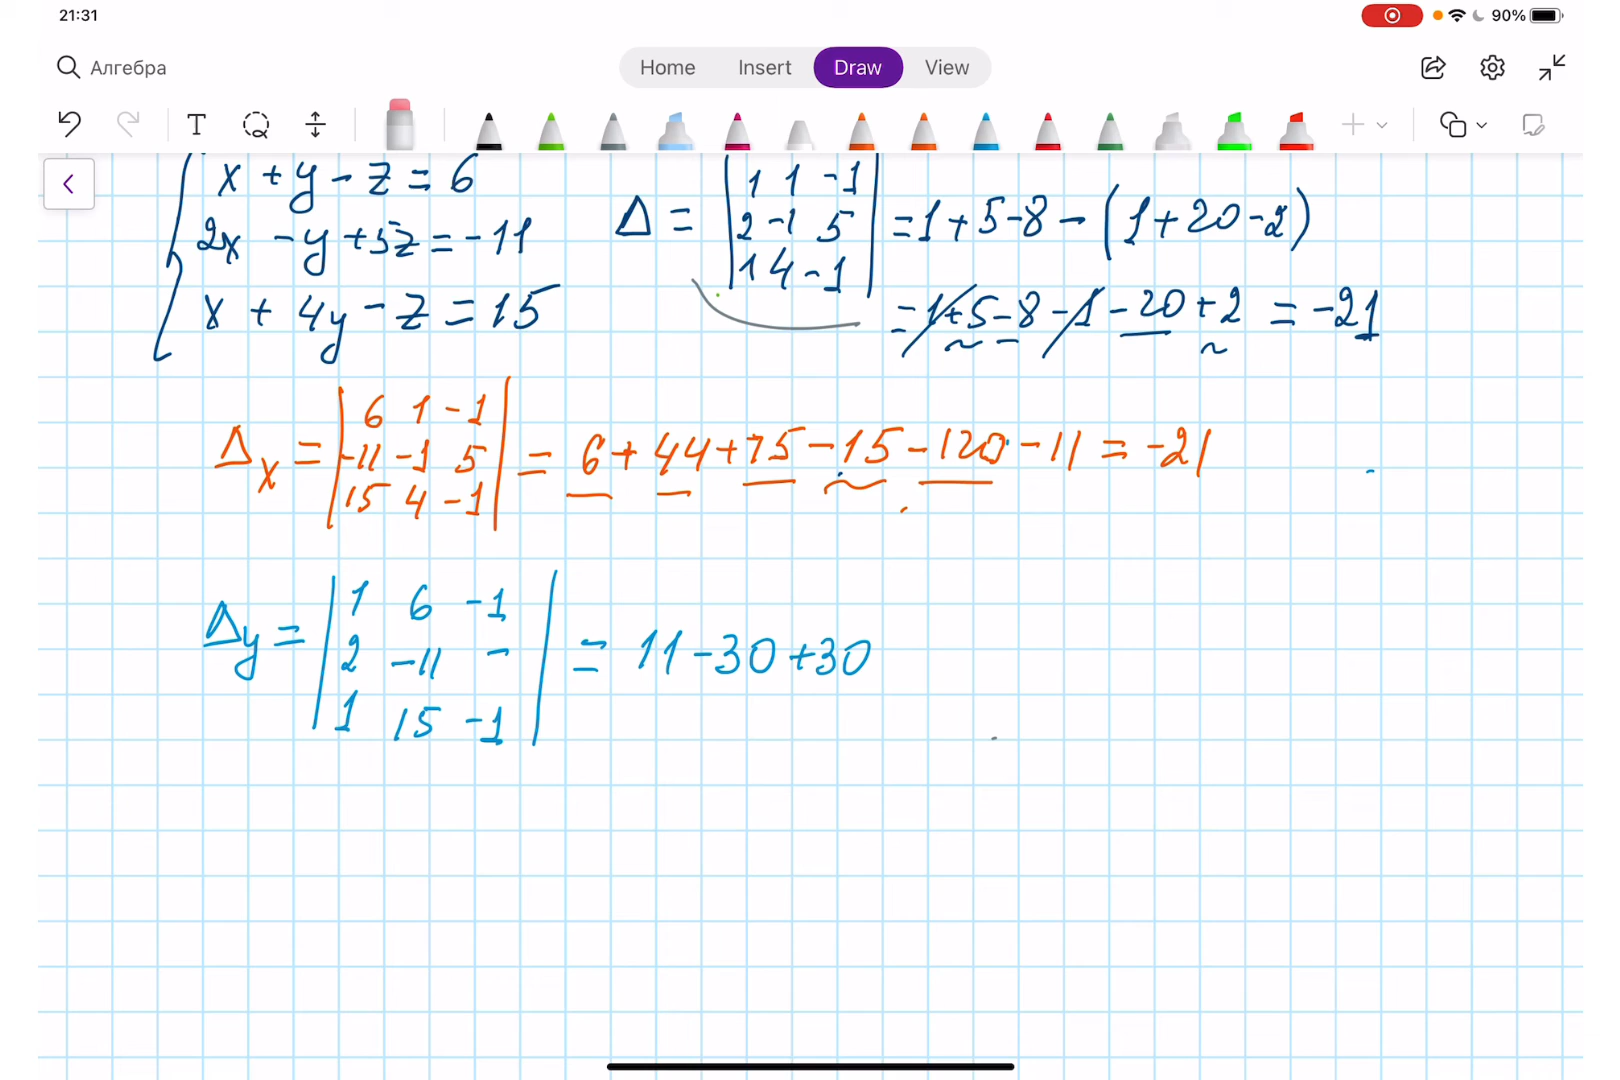 21:31
90%
Алгебра
Home Insert Draw View
T
x + y - z = 6
2x - y + 5z = -11
x + 4y - z = 15
Δ = | 1 1 -1 | = 1 + 5 - 8 - (1 + 20 - 2)
| 2 -1 5 |
| 1 4 -1 |
= 1 + 5 - 8 - 1 - 20 + 2 = -21
Δx = | 6 1 -1 | = 6 + 44 + 75 - 15 - 120 - 11 = -21
| -11 -1 5 |
| 15 4 -1 |
Δy = | 1 6 -1 | = 11 - 30 + 30
| 2 -11 - |
| 1 15 -1 |